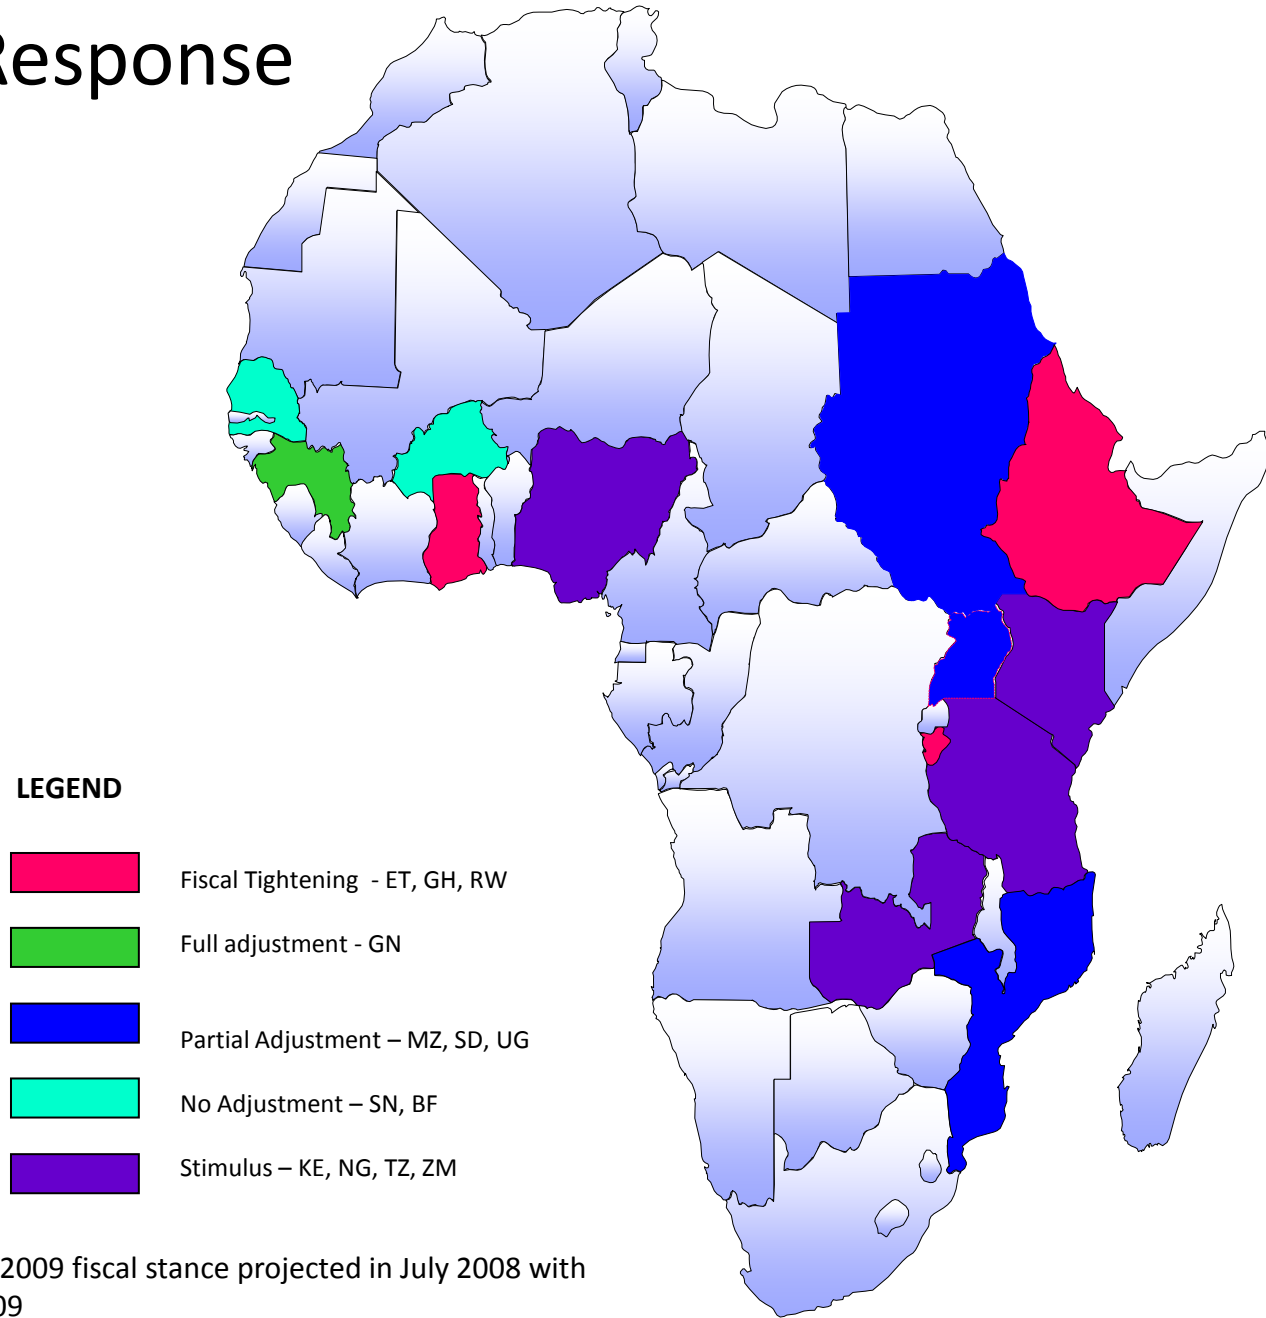 Response
LEGEND
Fiscal Tightening - ET, GH, RW
Full adjustment - GN
Partial Adjustment – MZ, SD, UG
No Adjustment – SN, BF
Stimulus – KE, NG, TZ, ZM
2009 fiscal stance projected in July 2008 with
09